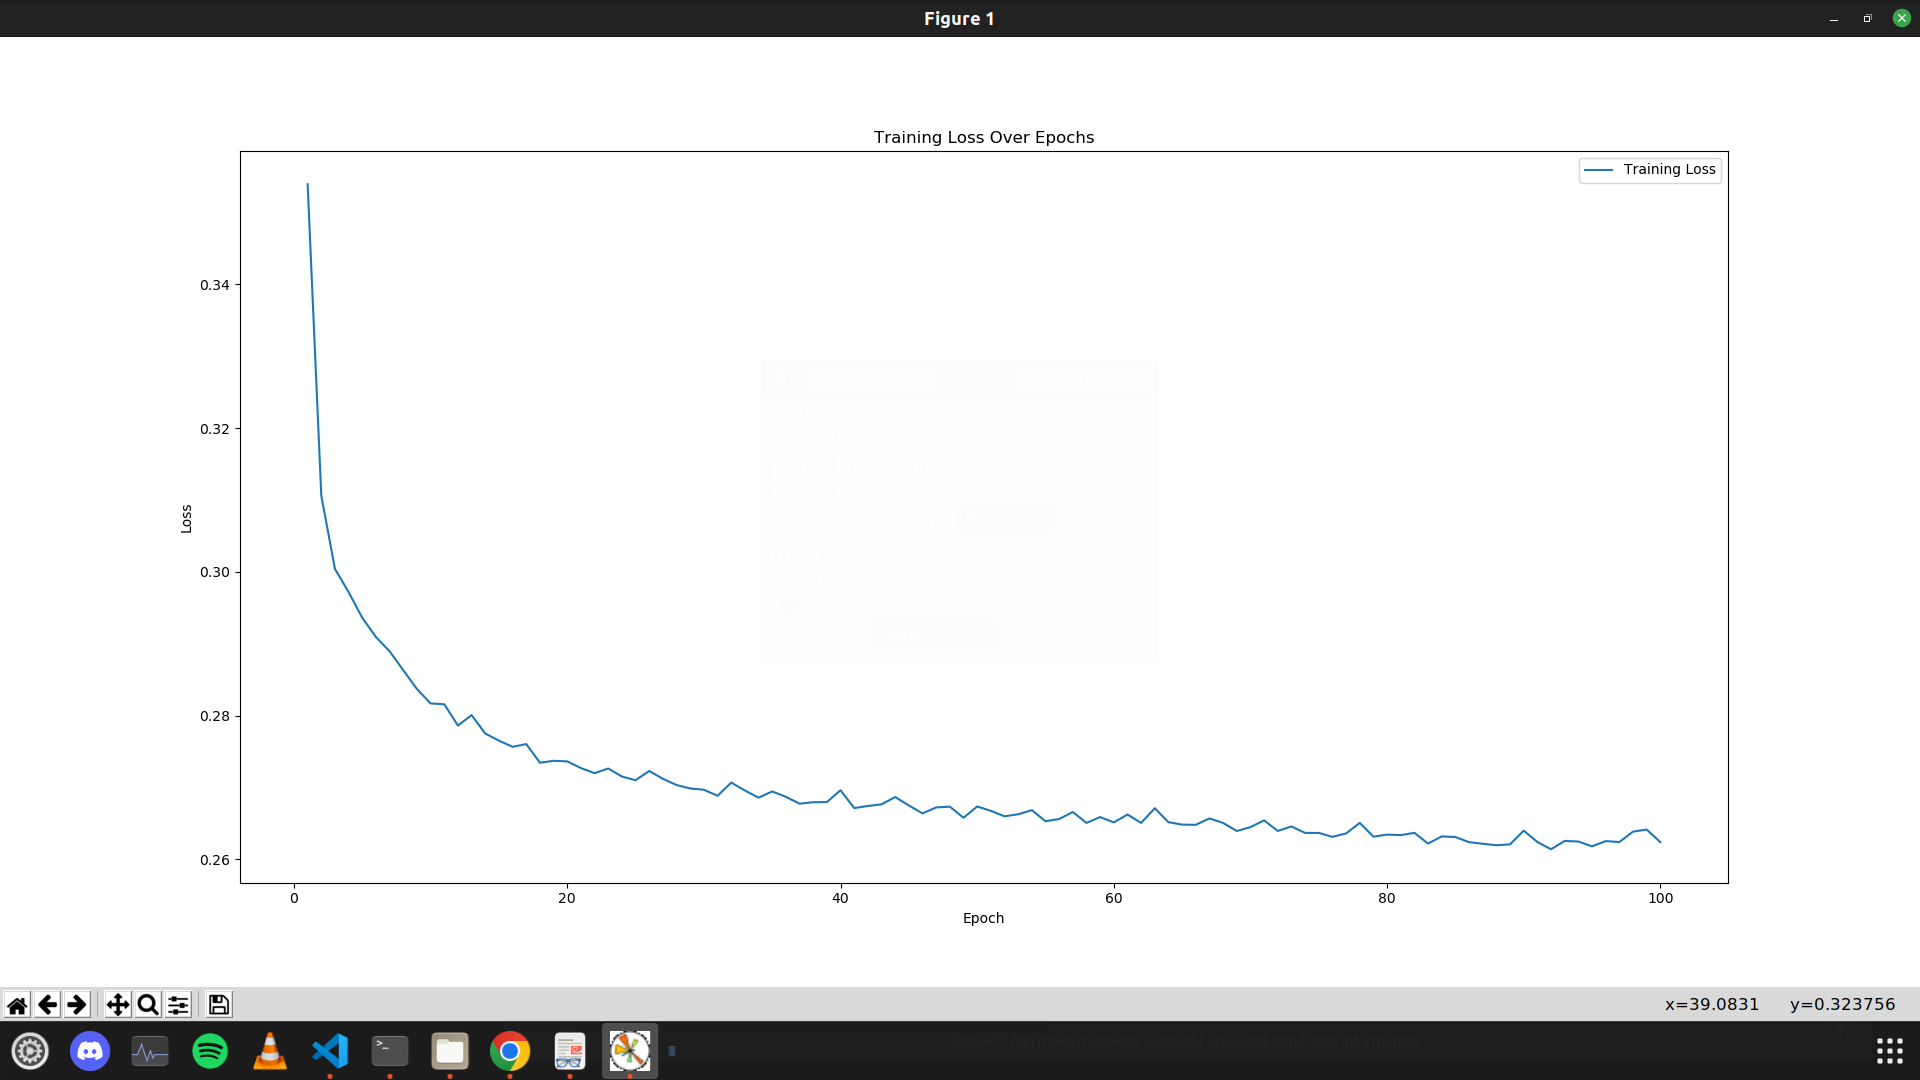 Figure 1
Training Loss Over Epochs
Training Loss
0.34
0.32
0.30
0.28
0.26
Loss
0
20
40
60
80
100
Epoch
x=39.0831 y=0.323756
>_
ChatGPT can make mistakes. Consider checking important information.